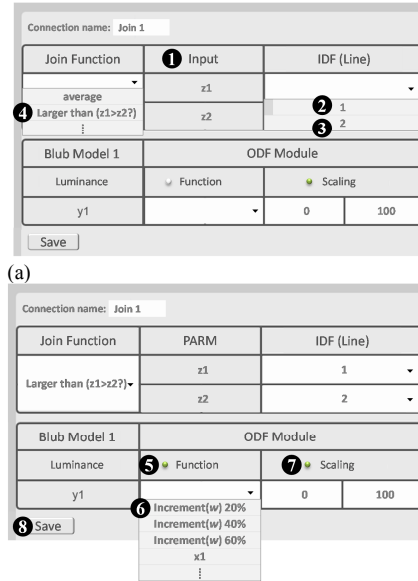 Connection name: Join 1
Join Function 1 Input IDF (Line)
z1
average 2 1
4 Larger than (z1>z2?) z2 3 2
⋮
Blub Model 1 ODF Module
Luminance Function Scaling
y1 0 100
Save
(a)
Connection name: Join 1
Join Function PARM IDF (Line)
z1 1
Larger than (z1>z2?)
z2 2
Blub Model 1 ODF Module
Luminance 5 Function 7 Scaling
y1 0 100
6 Increment(w) 20%
8 Save Increment(w) 40%
Increment(w) 60%
x1
⋮